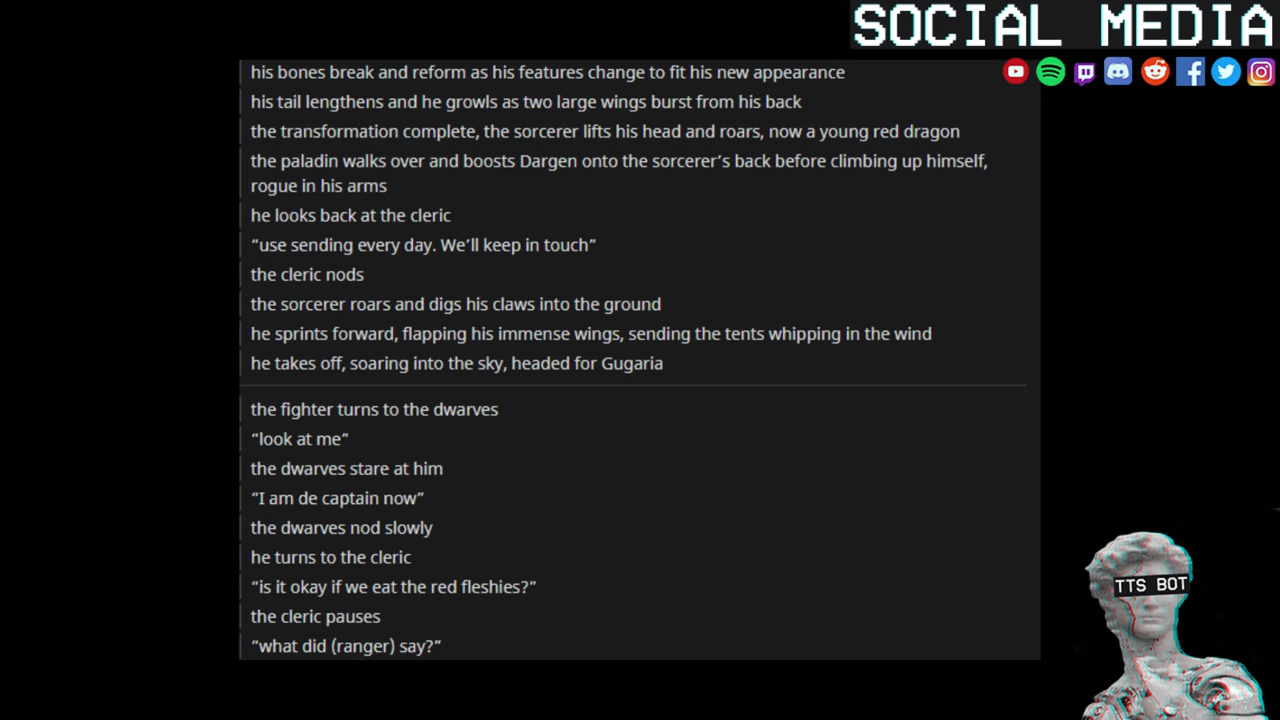 SOCIAL MEDIA
his bones break and reform as his features change to fit his new appearance
his tail lengthens and he growls as two large wings burst from his back
the transformation complete, the sorcerer lifts his head and roars, now a young red dragon
the paladin walks over and boosts Dargen onto the sorcerer’s back before climbing up himself,
rogue in his arms
he looks back at the cleric
“use sending every day. We’ll keep in touch”
the cleric nods
the sorcerer roars and digs his claws into the ground
he sprints forward, flapping his immense wings, sending the tents whipping in the wind
he takes off, soaring into the sky, headed for Gugaria
the fighter turns to the dwarves
“look at me”
the dwarves stare at him
“I am de captain now”
the dwarves nod slowly
he turns to the cleric
“is it okay if we eat the red fleshies?”
the cleric pauses
“what did (ranger) say?”
TTS BOT